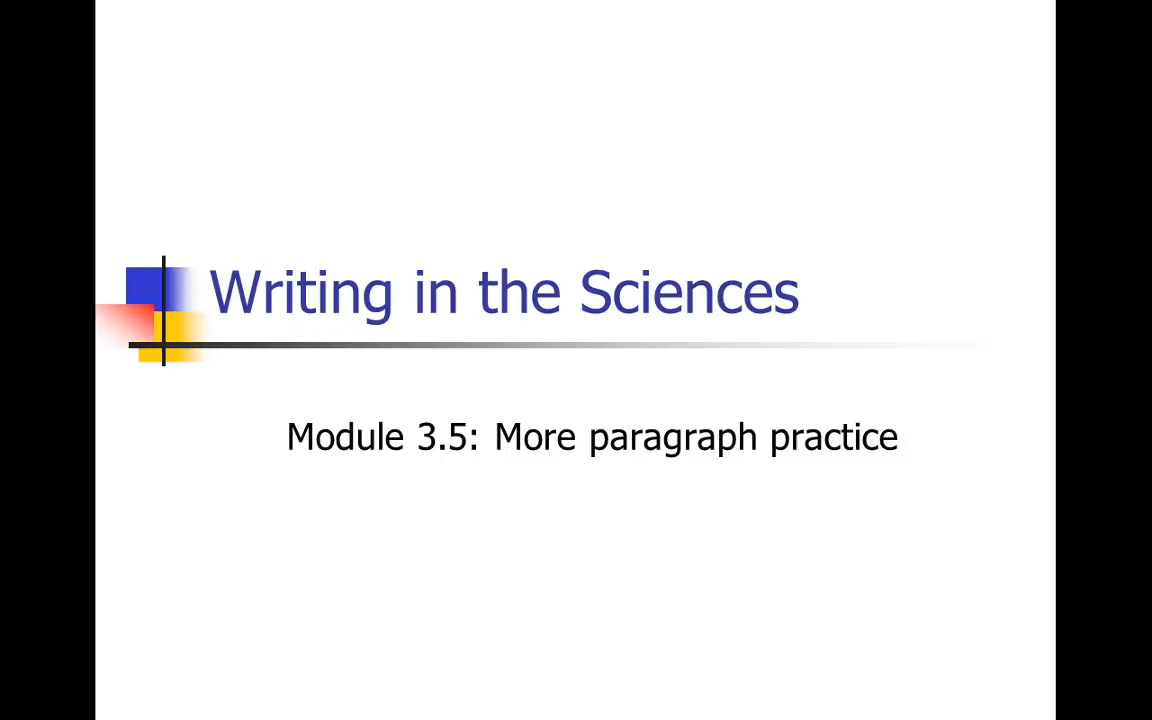 Writing in the Sciences
Module 3.5: More paragraph practice